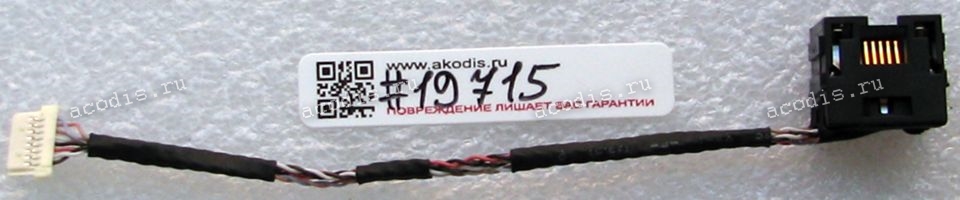 www.akodis.ru
#19715
ПОВРЕЖДЕНИЕ ЛИШАЕТ ВАС ГАРАНТИИ
acodis.ru
acodis.ru
acodis.ru
acodis.ru